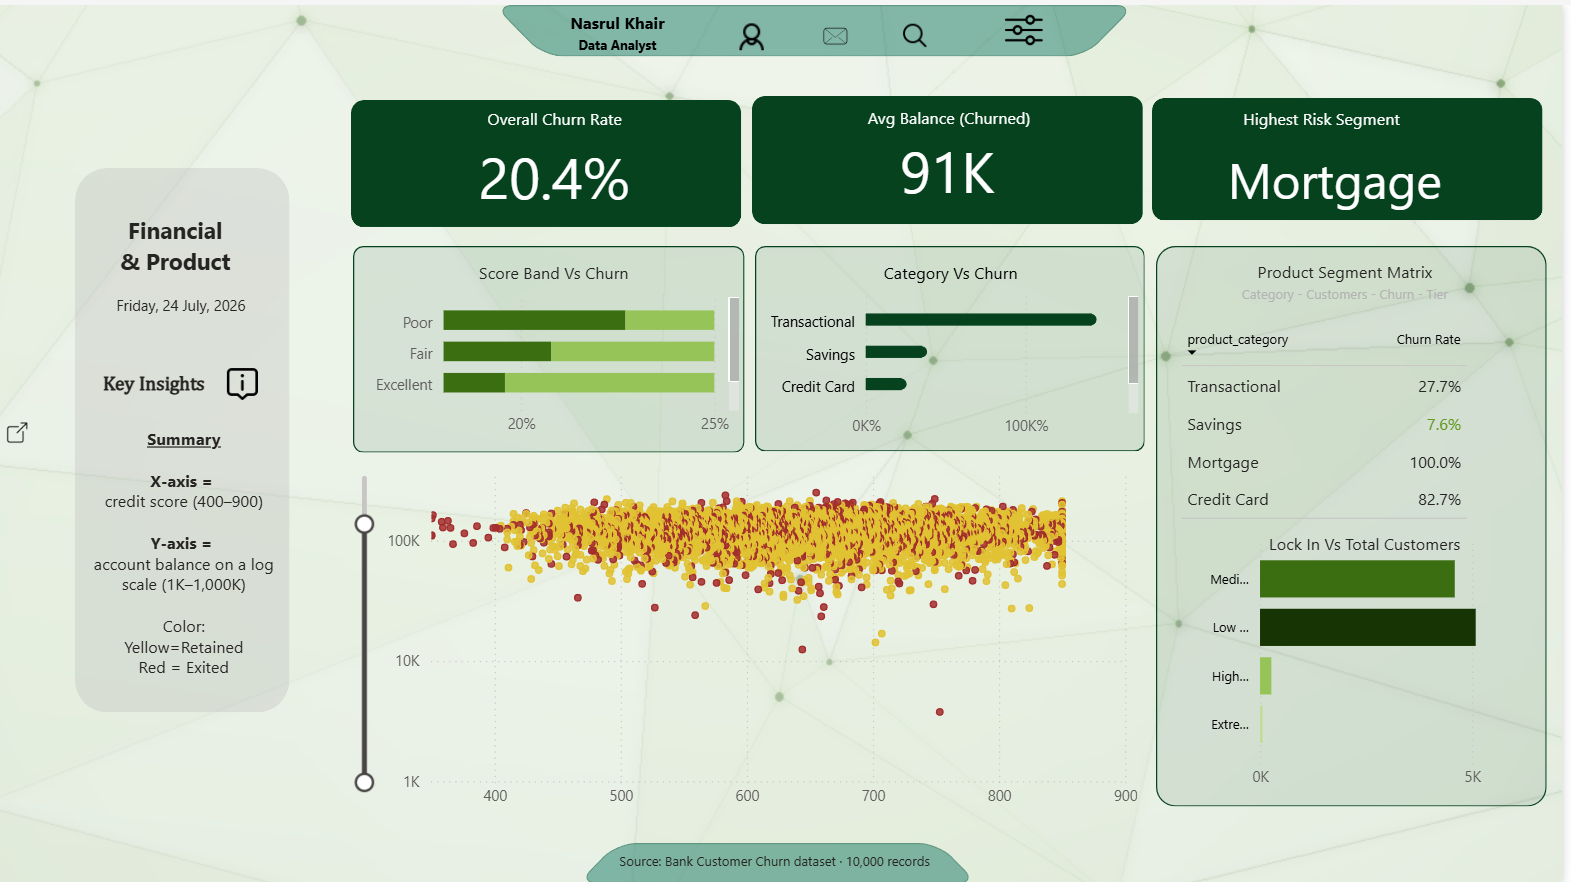 Nasrul Khair
Data Analyst
Overall Churn Rate
20.4%
Avg Balance (Churned)
91K
Highest Risk Segment
Mortgage
Financial
& Product
Friday, 24 July, 2026
Key Insights
Summary
X-axis =
credit score (400–900)
Y-axis =
account balance on a log
scale (1K–1,000K)
Color:
Yellow=Retained
Red = Exited
Score Band Vs Churn
Poor
Fair
Excellent
20% 25%
Category Vs Churn
Transactional
Savings
Credit Card
0K% 100K%
100K
10K
1K
400 500 600 700 800 900
Product Segment Matrix
Category - Customers - Churn - Tier
product_category Churn Rate
Transactional 27.7%
Savings 7.6%
Mortgage 100.0%
Credit Card 82.7%
Lock In Vs Total Customers
Medi...
Low ...
High...
Extre...
0K 5K
Source: Bank Customer Churn dataset · 10,000 records